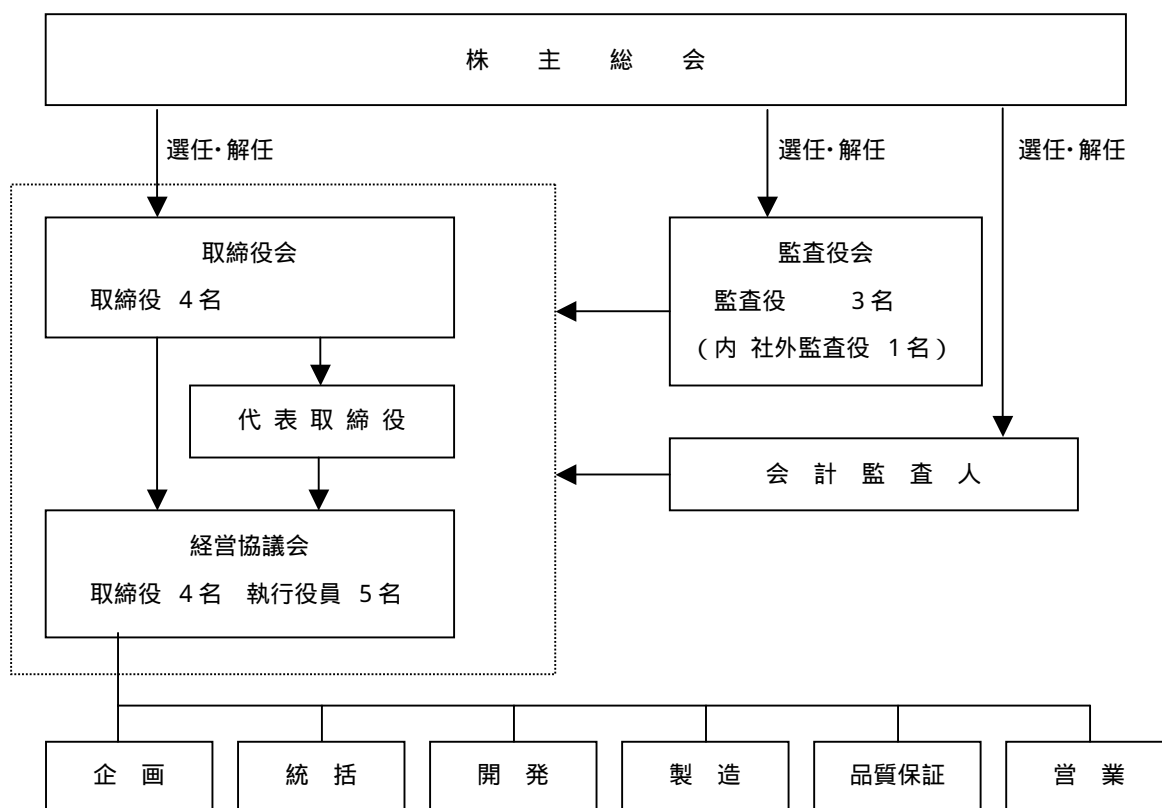 株 主 総 会
選任・解任
選任・解任
選任・解任
取締役会
取締役 4名
監査役会
監査役 3名
(内 社外監査役 1名)
代 表 取 締 役
会 計 監 査 人
経営協議会
取締役 4名 執行役員 5名
企 画
統 括
開 発
製 造
品質保証
営 業